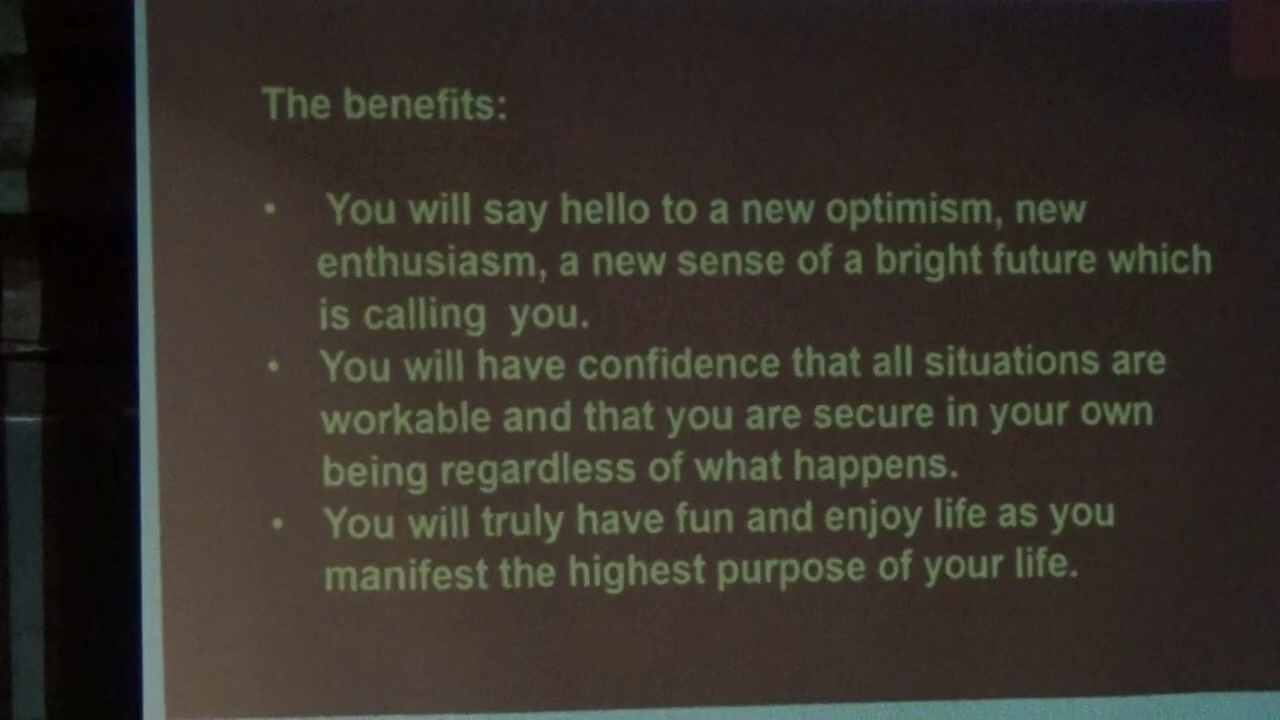 The benefits:
• You will say hello to a new optimism, new
enthusiasm, a new sense of a bright future which
is calling  you.
• You will have confidence that all situations are
workable and that you are secure in your own
being regardless of what happens.
• You will truly have fun and enjoy life as you
manifest the highest purpose of your life.